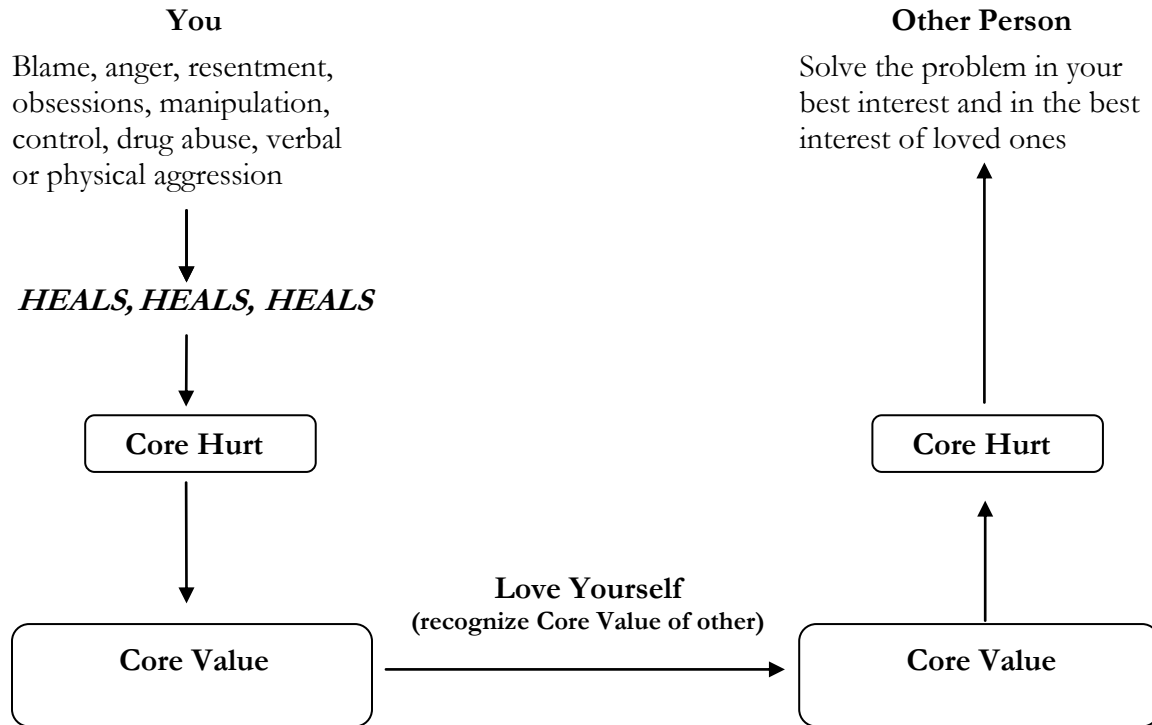 You
Blame, anger, resentment,
obsessions, manipulation,
control, drug abuse, verbal
or physical aggression
HEALS, HEALS, HEALS
Core Hurt
Core Value
Love Yourself
(recognize Core Value of other)
Other Person
Solve the problem in your
best interest and in the best
interest of loved ones
Core Hurt
Core Value